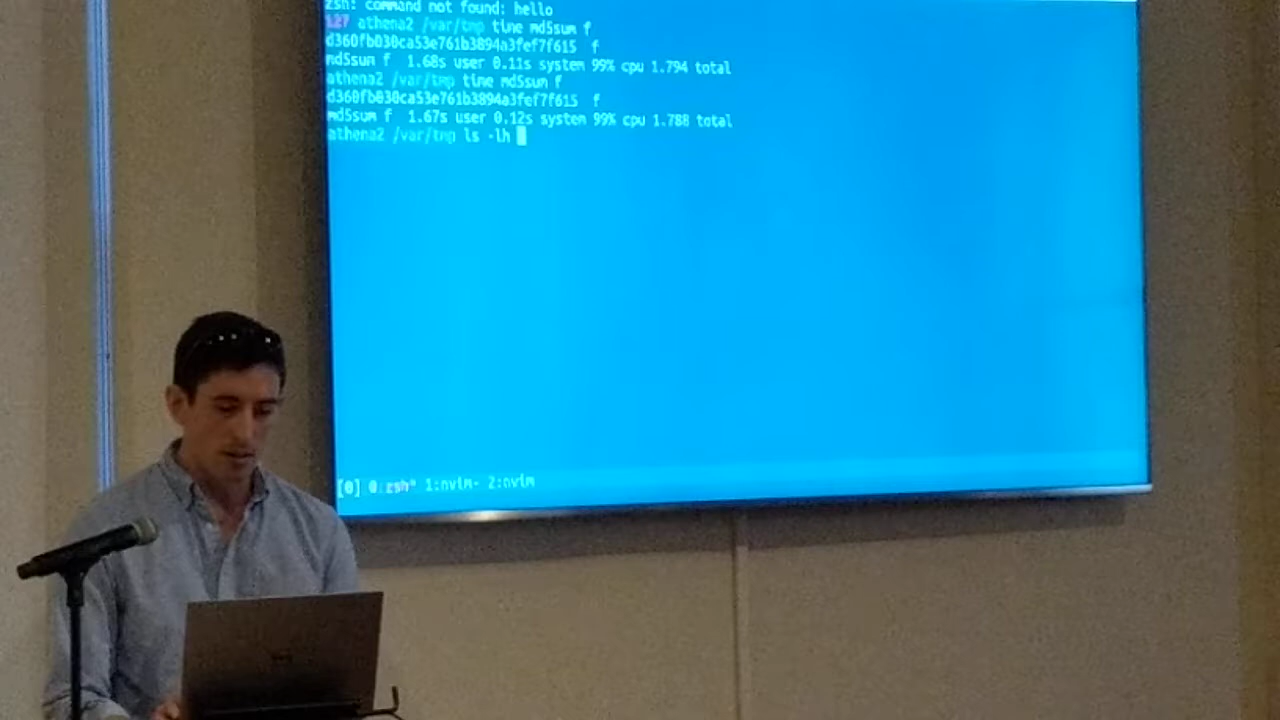 zsh: command not found: hello
127 athena2 /var/tmp time md5sum f
d360fb030ca53e761b3894a3fef7f615 f
md5sum f 1.68s user 0.11s system 99% cpu 1.794 total
athena2 /var/tmp time md5sum f
d360fb030ca53e761b3894a3fef7f615 f
md5sum f 1.67s user 0.12s system 99% cpu 1.788 total
athena2 /var/tmp ls -lh
[0] 0:zsh* 1:nvim- 2:nvim